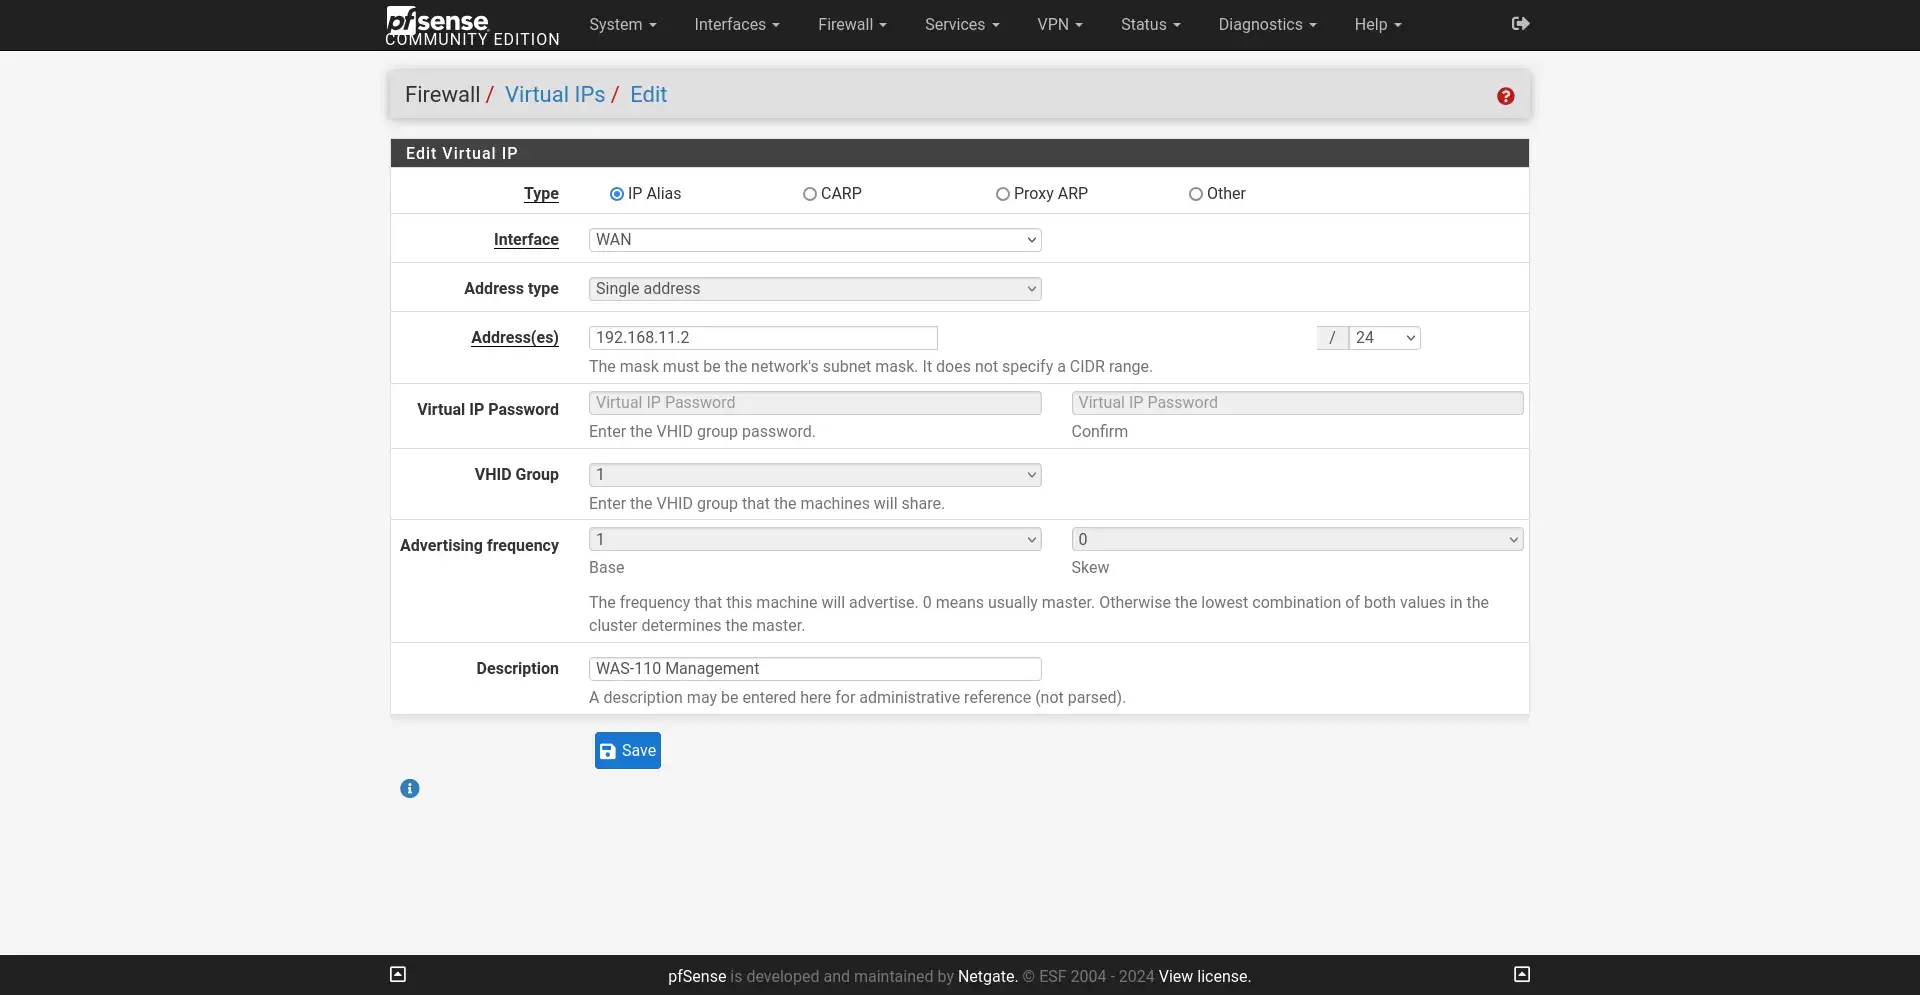 pfsense
COMMUNITY EDITION
System
Interfaces
Firewall
Services
VPN
Status
Diagnostics
Help
Firewall / Virtual IPs / Edit
Edit Virtual IP
Type
IP Alias
CARP
Proxy ARP
Other
Interface
WAN
Address type
Single address
Address(es)
192.168.11.2
/
24
The mask must be the network's subnet mask. It does not specify a CIDR range.
Virtual IP Password
Virtual IP Password
Virtual IP Password
Enter the VHID group password.
Confirm
VHID Group
1
Enter the VHID group that the machines will share.
Advertising frequency
1
0
Base
Skew
The frequency that this machine will advertise. 0 means usually master. Otherwise the lowest combination of both values in the
cluster determines the master.
Description
WAS-110 Management
A description may be entered here for administrative reference (not parsed).
Save
pfSense is developed and maintained by Netgate. © ESF 2004 - 2024 View license.